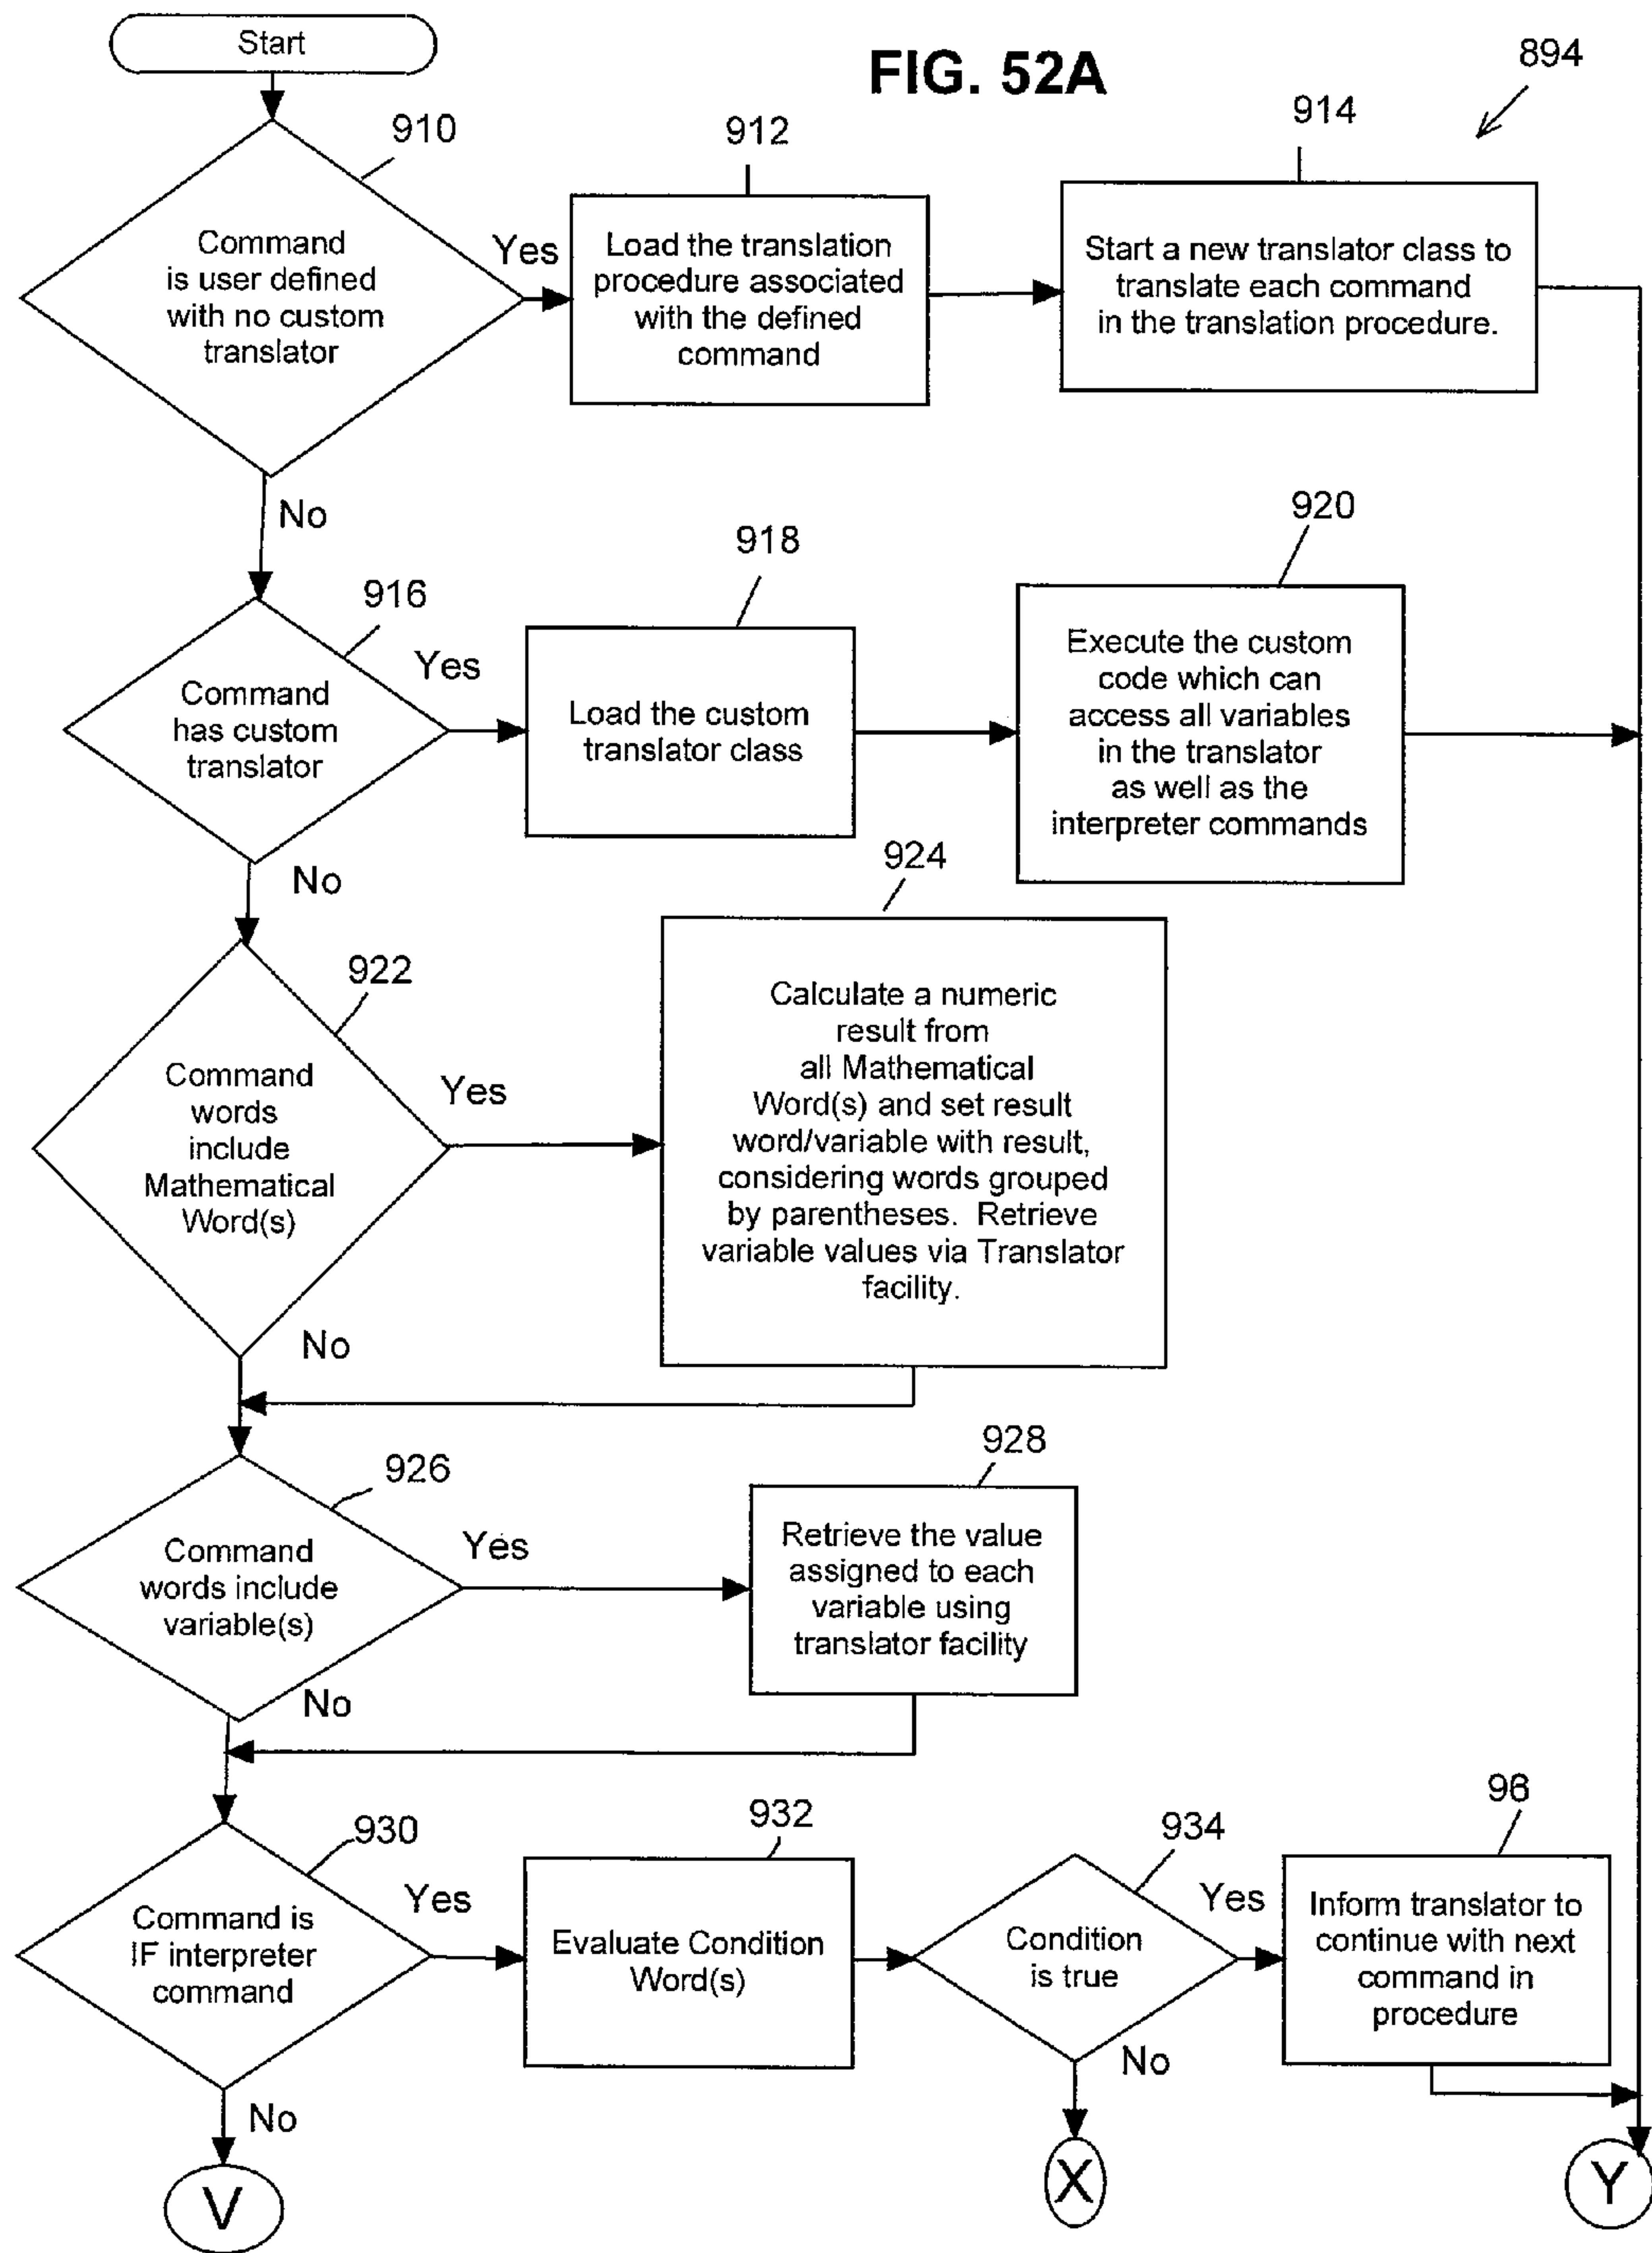 Start
FIG. 52A
894
910
Command
is user defined
with no custom
translator
Yes
912
Load the translation
procedure associated
with the defined
command
914
Start a new translator class to
translate each command
in the translation procedure.
No
916
Command
has custom
translator
Yes
918
Load the custom
translator class
920
Execute the custom
code which can
access all variables
in the translator
as well as the
interpreter commands
No
922
Command
words
include
Mathematical
Word(s)
Yes
924
Calculate a numeric
result from
all Mathematical
Word(s) and set result
word/variable with result,
considering words grouped
by parentheses. Retrieve
variable values via Translator
facility.
No
926
Command
words include
variable(s)
Yes
928
Retrieve the value
assigned to each
variable using
translator facility
No
930
Command is
IF interpreter
command
Yes
932
Evaluate Condition
Word(s)
934
Condition
is true
Yes
96
Inform translator to
continue with next
command in
procedure
No
No
V
X
Y